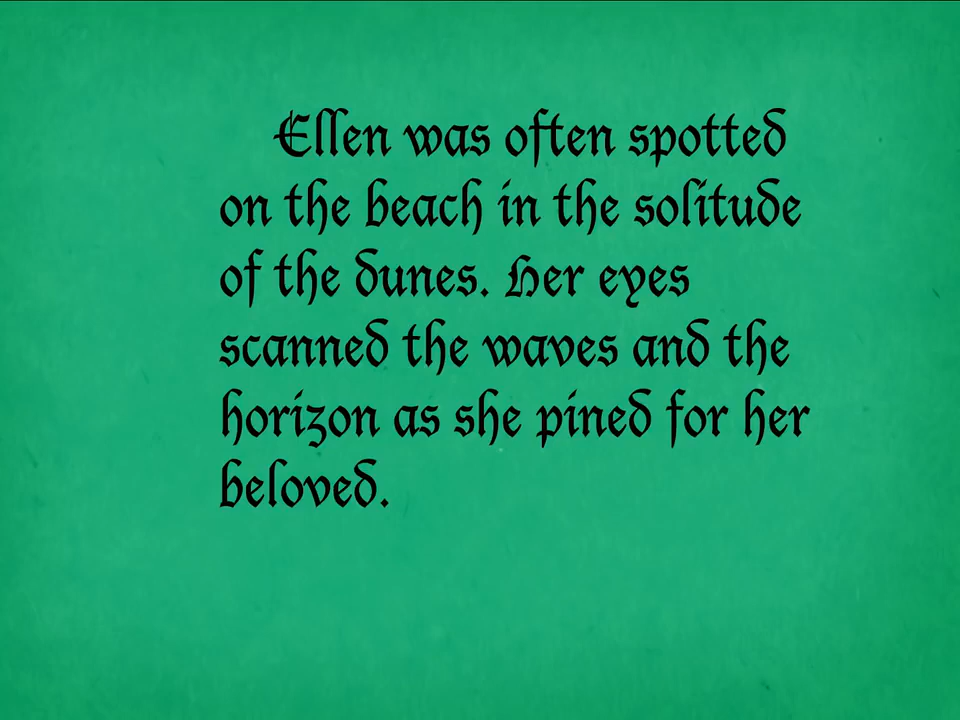 Ellen was often spotted
on the beach in the solitude
of the dunes. Her eyes
scanned the waves and the
horizon as she pined for her
beloved.